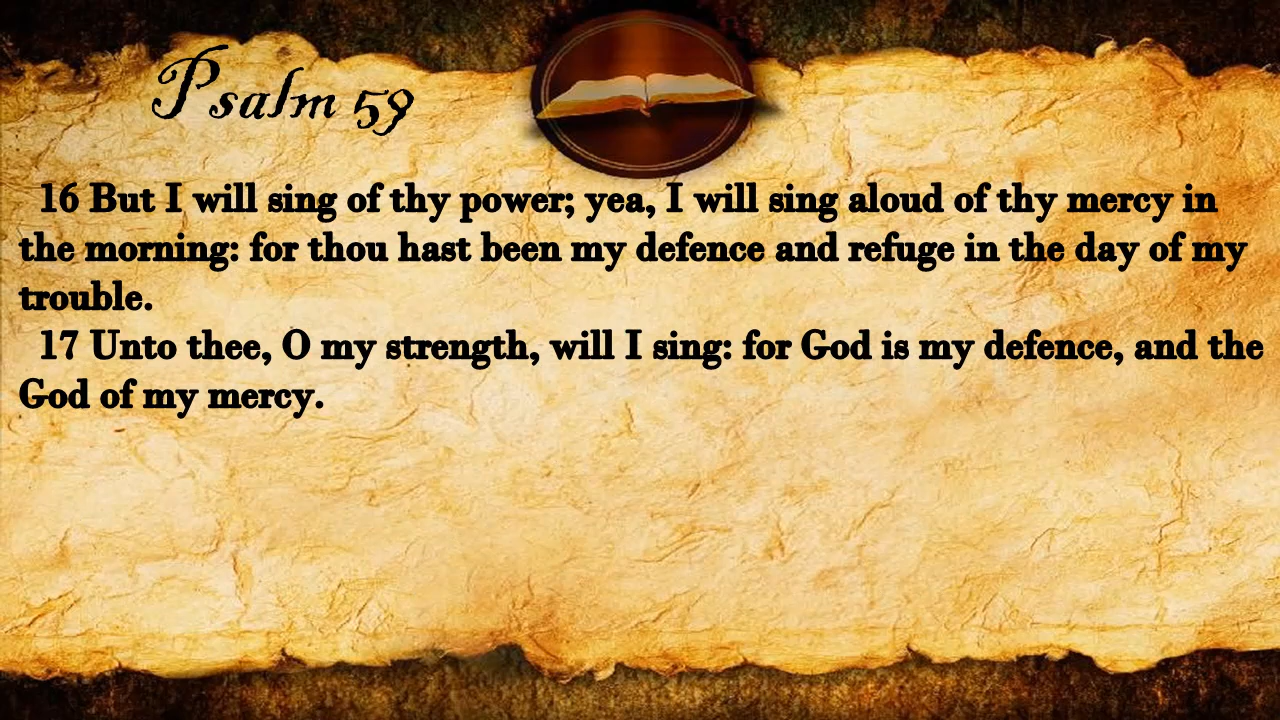 Psalm 59
16 But I will sing of thy power; yea, I will sing aloud of thy mercy in
the morning: for thou hast been my defence and refuge in the day of my
trouble.
17 Unto thee, O my strength, will I sing: for God is my defence, and the
God of my mercy.